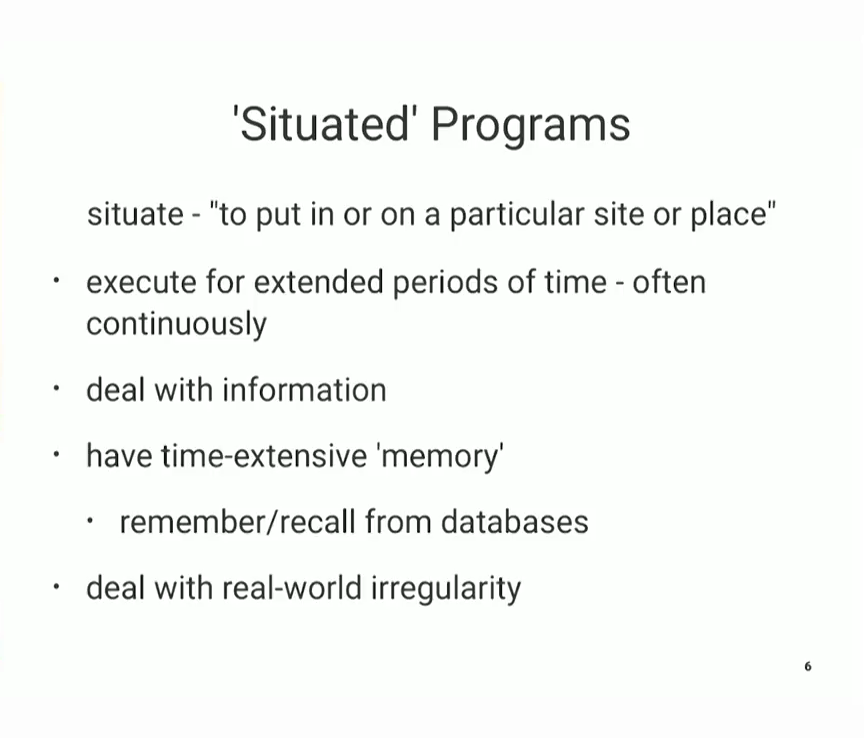 'Situated' Programs
situate - "to put in or on a particular site or place"
• execute for extended periods of time - often
continuously
• deal with information
• have time-extensive 'memory'
• remember/recall from databases
• deal with real-world irregularity
6